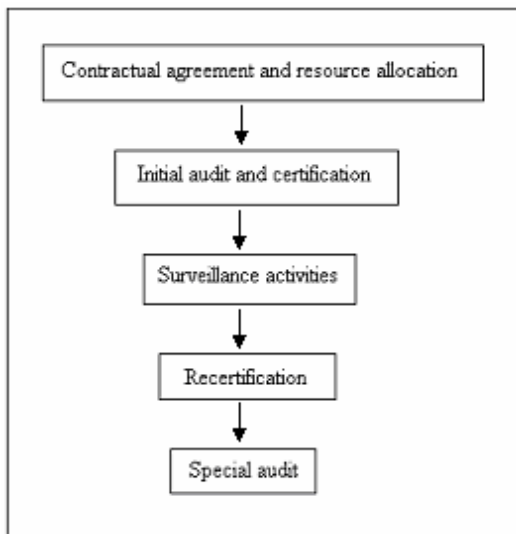 Contractual agreement and resource allocation
Initial audit and certification
Surveillance activities
Recertification
Special audit